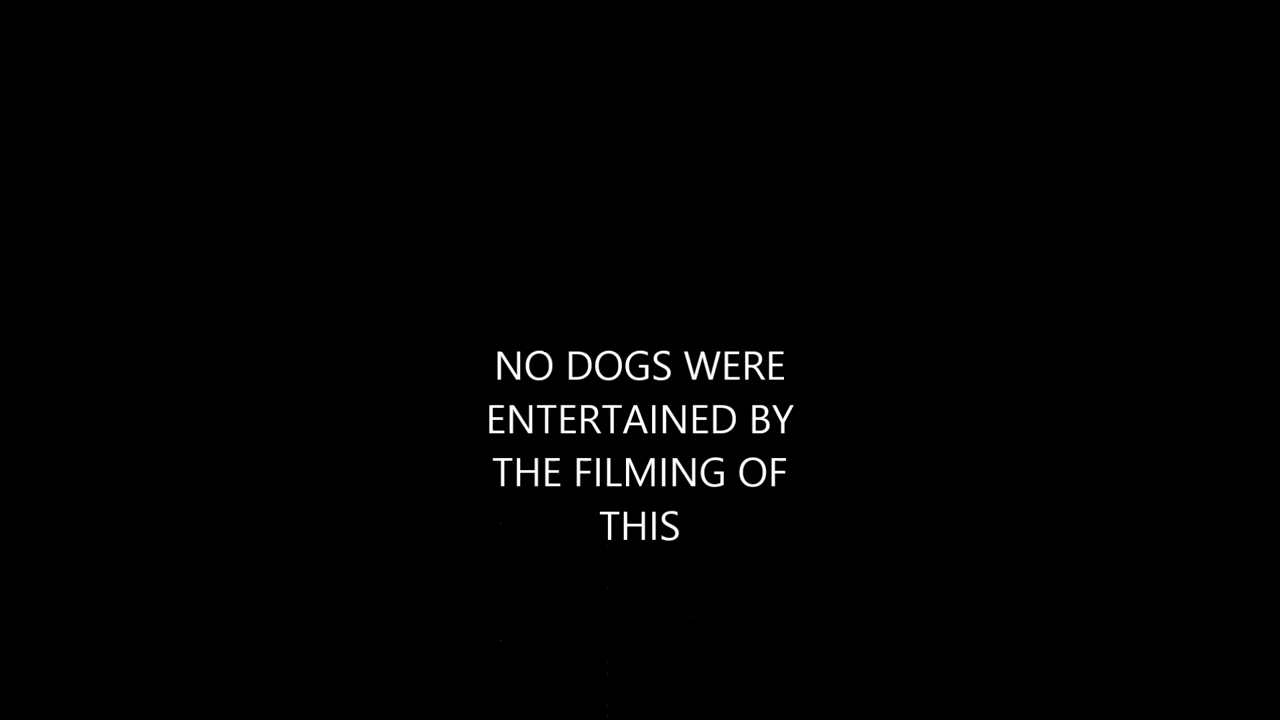 NO DOGS WERE
ENTERTAINED BY
THE FILMING OF
THIS